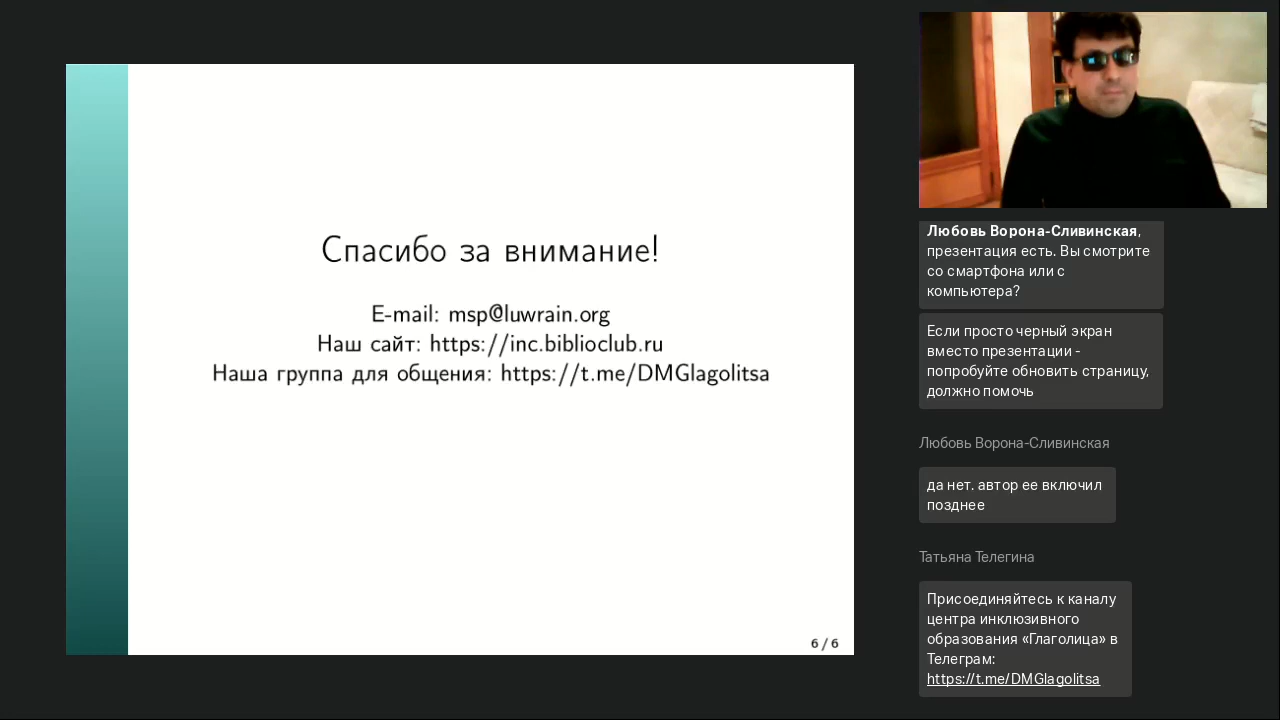 Спасибо за внимание!
E-mail: msp@luwrain.org
Наш сайт: https://inc.biblioclub.ru
Наша группа для общения: https://t.me/DMGlagolitsa
6 / 6
Любовь Ворона-Сливинская,
презентация есть. Вы смотрите
со смартфона или с
компьютера?
Если просто черный экран
вместо презентации -
попробуйте обновить страницу,
должно помочь
Любовь Ворона-Сливинская
да нет. автор ее включил
позднее
Татьяна Телегина
Присоединяйтесь к каналу
центра инклюзивного
образования «Глаголица» в
Телеграм:
https://t.me/DMGlagolitsa